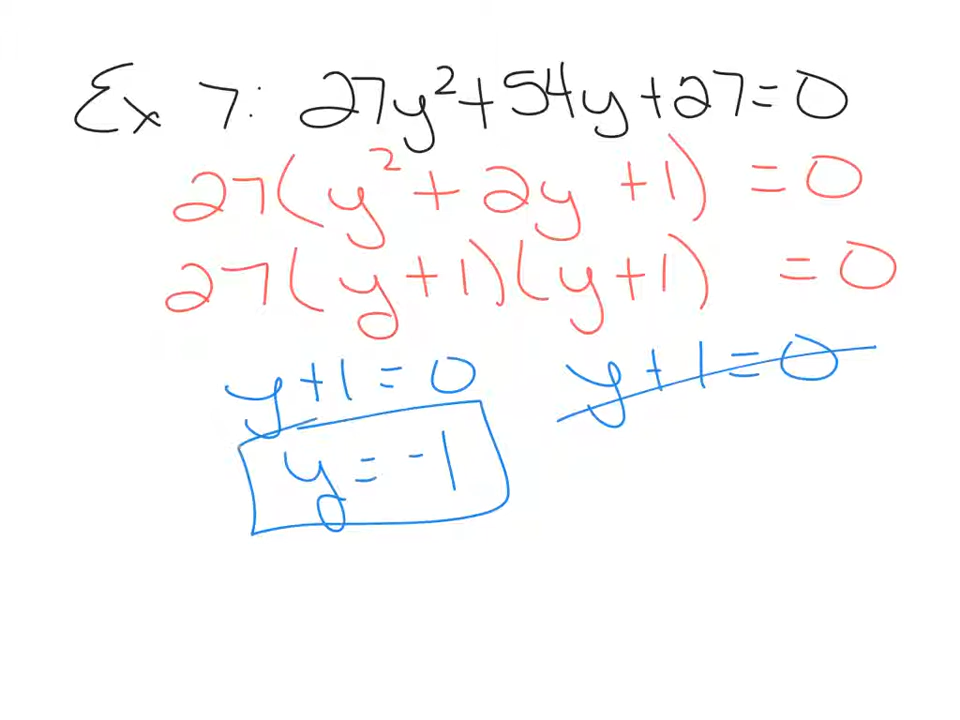 Ex 7: 27y²+54y+27=0
27(y²+2y+1)=0
27(y+1)(y+1)=0
y+1=0 y+1=0
y=-1